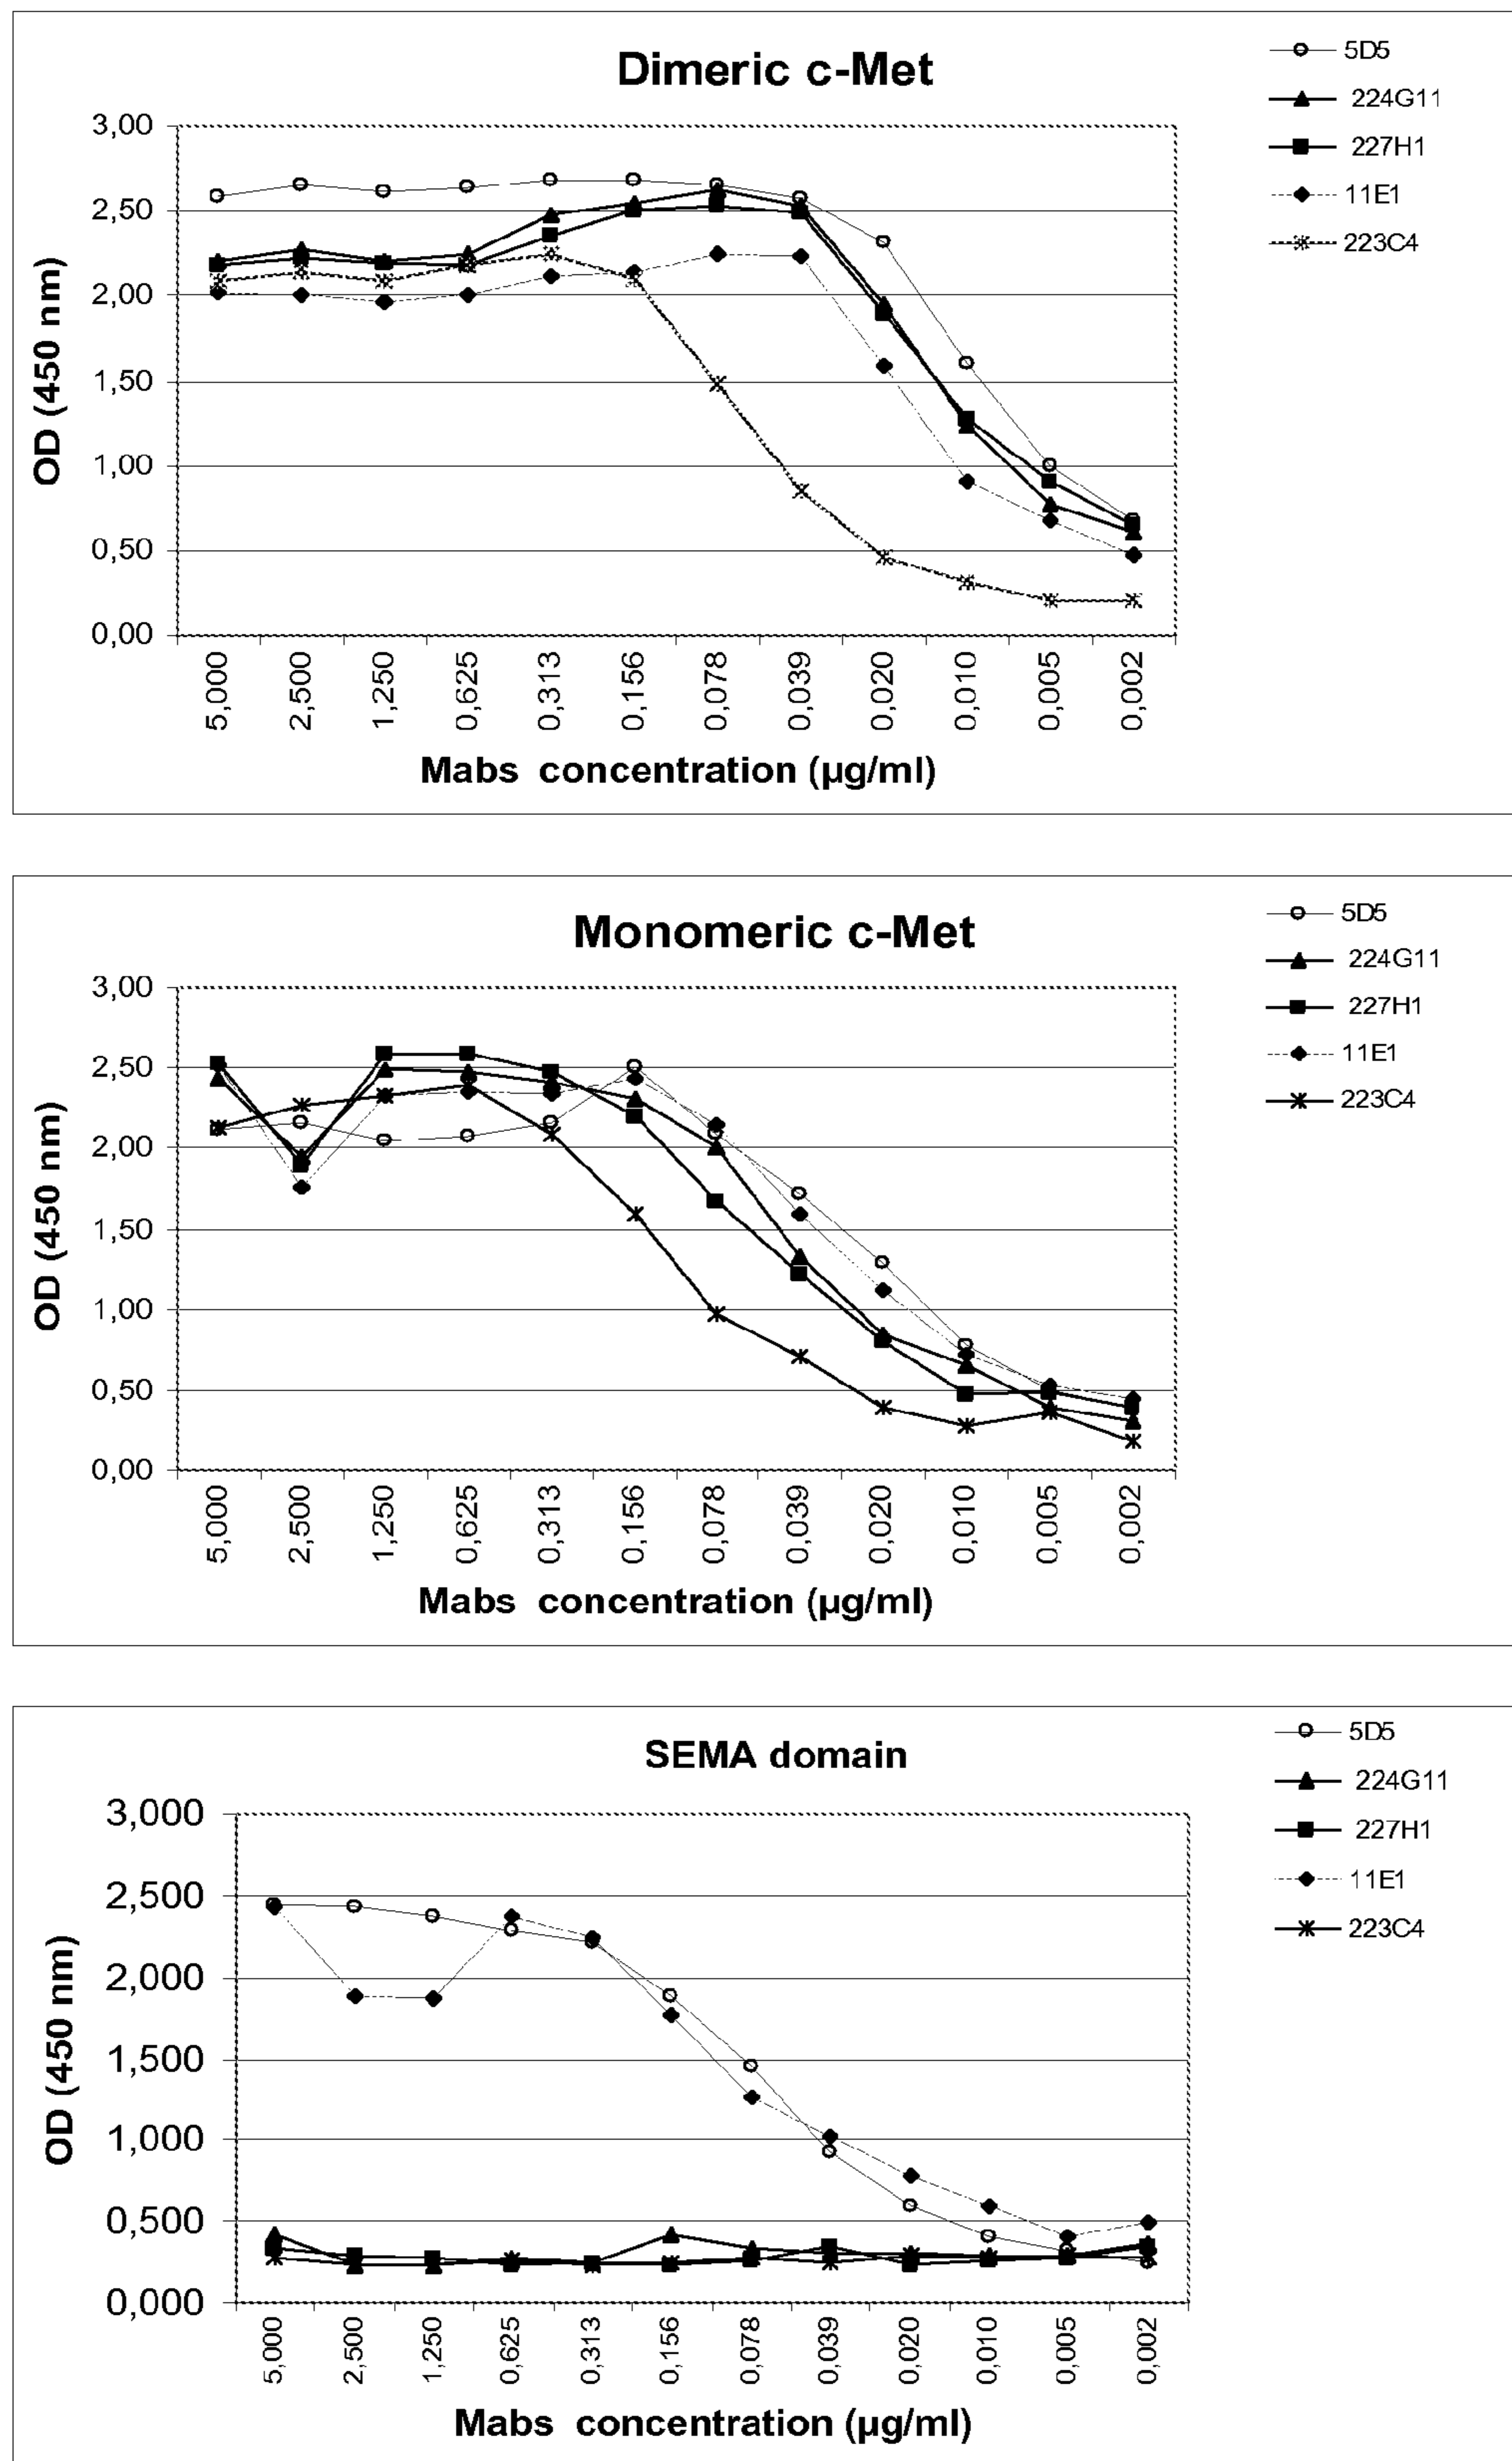 Dimeric c-Met
5D5
224G11
227H1
11E1
223C4
3,00
2,50
2,00
1,50
1,00
0,50
0,00
OD (450 nm)
5,000
2,500
1,250
0,625
0,313
0,156
0,078
0,039
0,020
0,010
0,005
0,002
Mabs concentration (µg/ml)
Monomeric c-Met
5D5
224G11
227H1
11E1
223C4
3,00
2,50
2,00
1,50
1,00
0,50
0,00
OD (450 nm)
5,000
2,500
1,250
0,625
0,313
0,156
0,078
0,039
0,020
0,010
0,005
0,002
Mabs concentration (µg/ml)
SEMA domain
5D5
224G11
227H1
11E1
223C4
3,000
2,500
2,000
1,500
1,000
0,500
0,000
OD (450 nm)
5,000
2,500
1,250
0,625
0,313
0,156
0,078
0,039
0,020
0,010
0,005
0,002
Mabs concentration (µg/ml)